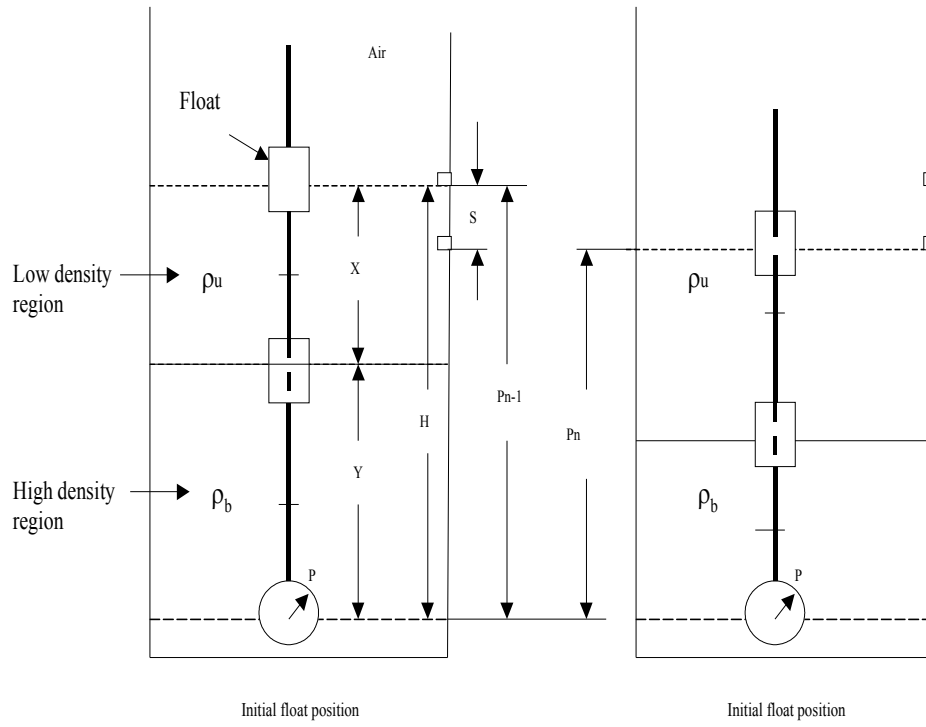 Air
Float
S
X
Low density
region
ρu
ρu
Pn-1
H
Pn
Y
High density
region
ρb
ρb
P
P
Initial float position
Initial float position